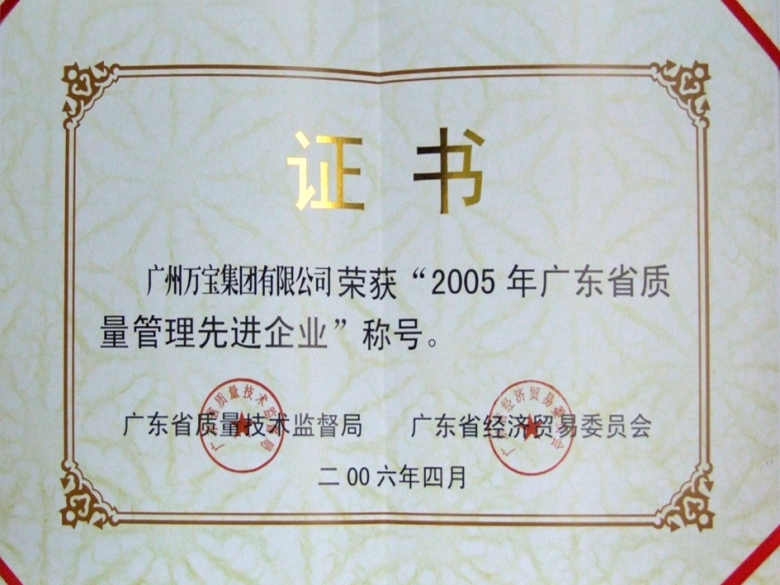 证书
广州万宝集团有限公司荣获“2005年广东省质
量管理先进企业”称号。
广东省质量技术监督局 广东省经济贸易委员会
二00六年四月